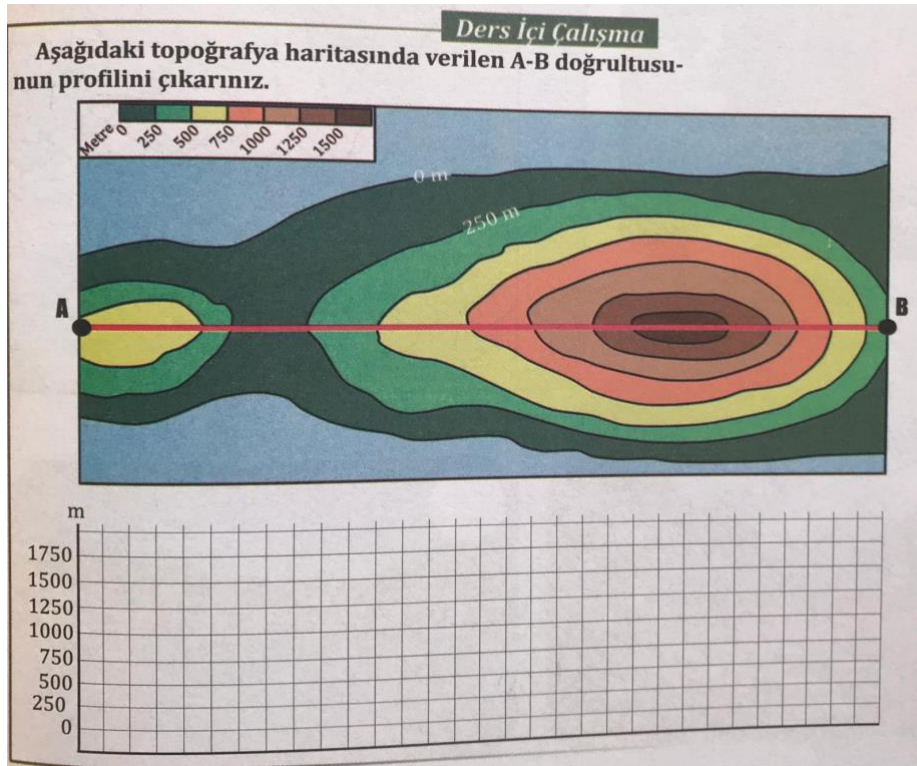 Ders İçi Çalışma
Aşağıdaki topoğrafya haritasında verilen A-B doğrultusu-
nun profilini çıkarınız.
Metre 0 250 500 750 1000 1250 1500
0 m
250 m
A
B
m
1750
1500
1250
1000
750
500
250
0